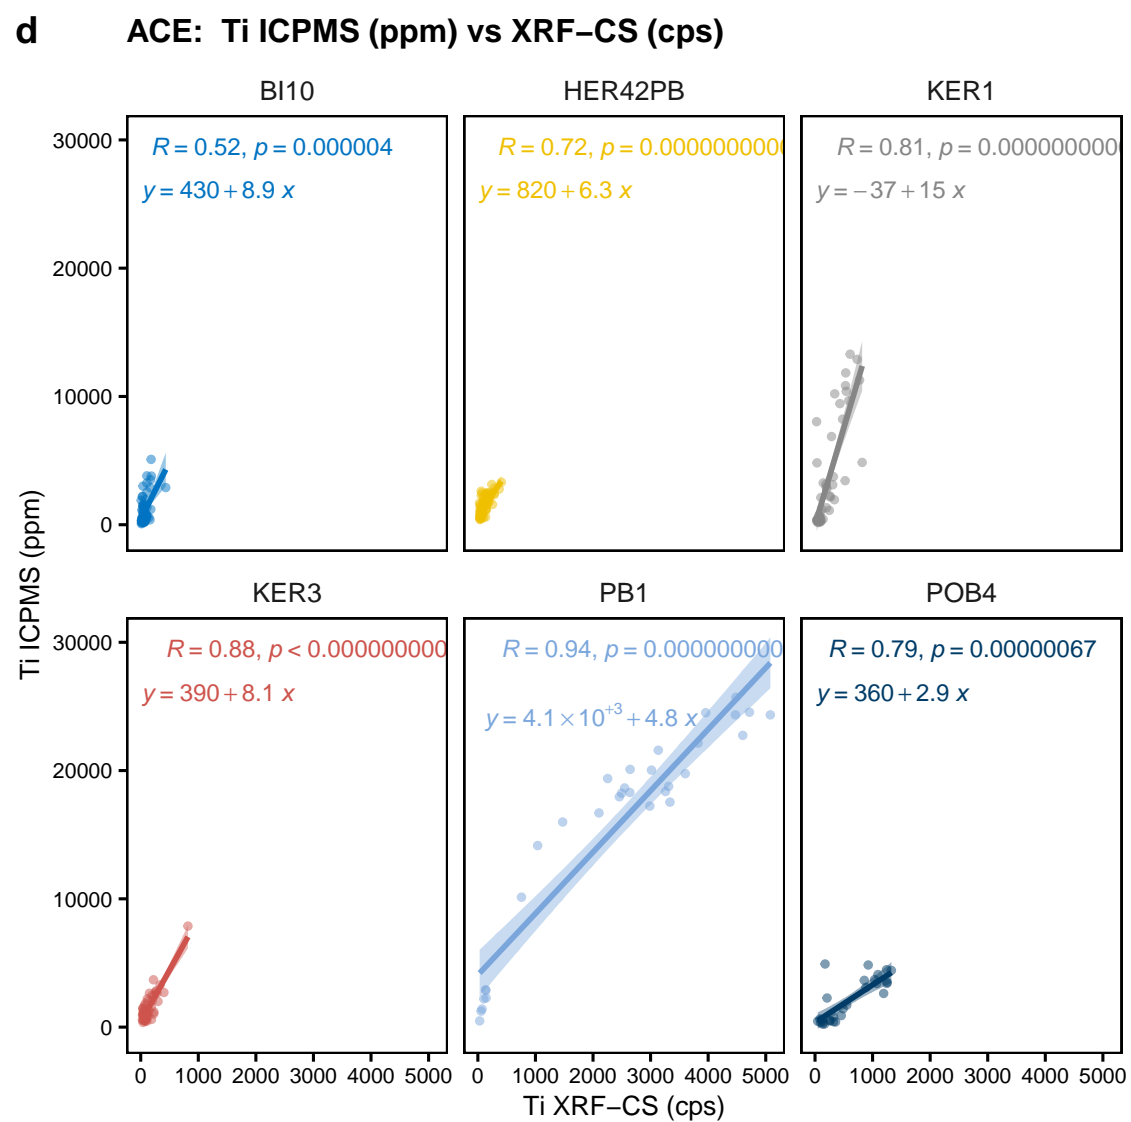 d ACE: Ti ICPMS (ppm) vs XRF−CS (cps)
BI10 HER42PB KER1
R = 0.52, p = 0.000004
y = 430 + 8.9 x
R = 0.72, p = 0.0000000000
y = 820 + 6.3 x
R = 0.81, p = 0.0000000000
y = −37 + 15 x
30000
20000
10000
0
Ti ICPMS (ppm)
KER3 PB1 POB4
R = 0.88, p < 0.000000000
y = 390 + 8.1 x
R = 0.94, p = 0.000000000
y = 4.1 × 10⁺³ + 4.8 x
R = 0.79, p = 0.00000067
y = 360 + 2.9 x
30000
20000
10000
0
0 1000 2000 3000 4000 5000 0 1000 2000 3000 4000 5000 0 1000 2000 3000 4000 5000
Ti XRF−CS (cps)